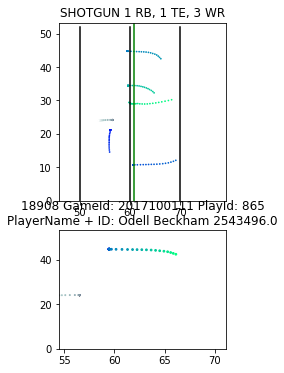 SHOTGUN 1 RB, 1 TE, 3 WR
50
40
30
20
10
0
50 60 70
18908 GameId: 2017100111 PlayId: 865
PlayerName + ID: Odell Beckham 2543496.0
40
20
0
55 60 65 70